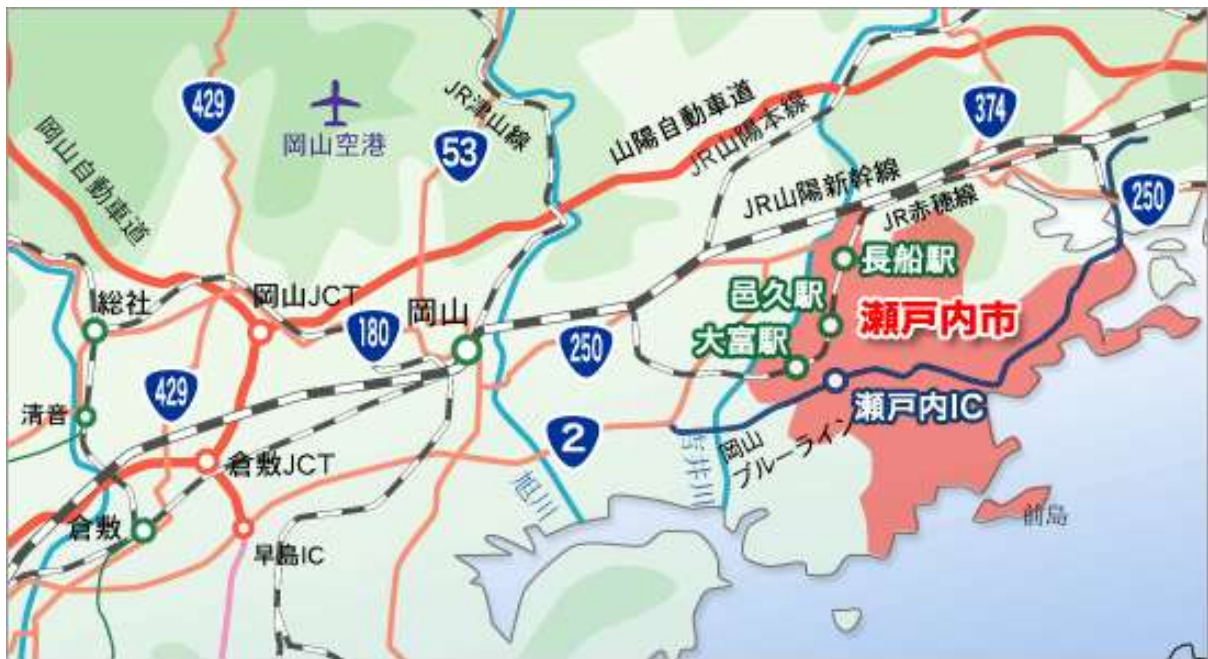 429
岡山空港
JR津山線
53
山陽自動車道
JR山陽本線
374
岡山自動車道
JR山陽新幹線
JR赤穂線
250
長船駅
総社
岡山JCT
岡山
邑久駅
瀬戸内市
180
250
大富駅
429
瀬戸内IC
清音
2
岡山
ブルーライン
倉敷JCT
旭川
吉井川
倉敷
早島IC
前島